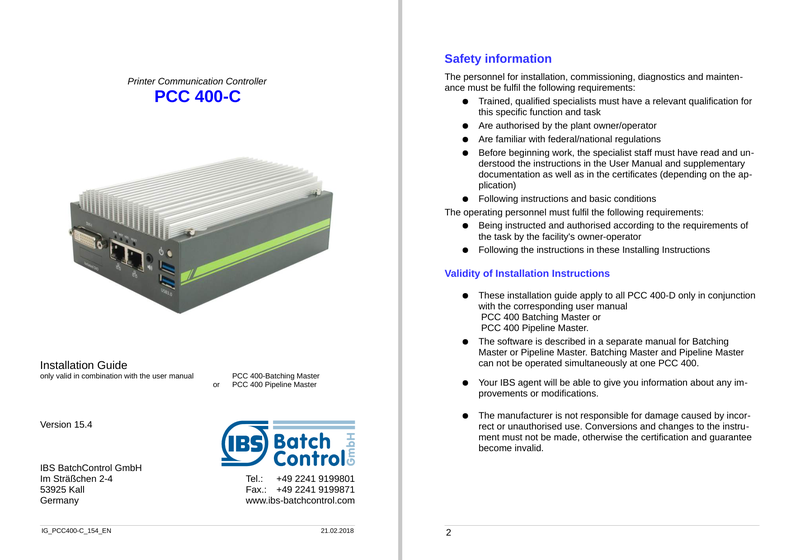 Printer Communication Controller
PCC 400-C
Installation Guide
only valid in combination with the user manual PCC 400-Batching Master
or PCC 400 Pipeline Master
Version 15.4
IBS Batch Control GmbH
IBS BatchControl GmbH
Im Sträßchen 2-4
53925 Kall
Germany
Tel.: +49 2241 9199801
Fax.: +49 2241 9199871
www.ibs-batchcontrol.com
IG_PCC400-C_154_EN 21.02.2018
Safety information
The personnel for installation, commissioning, diagnostics and mainten-
ance must be fulfil the following requirements:
● Trained, qualified specialists must have a relevant qualification for
this specific function and task
● Are authorised by the plant owner/operator
● Are familiar with federal/national regulations
● Before beginning work, the specialist staff must have read and un-
derstood the instructions in the User Manual and supplementary
documentation as well as in the certificates (depending on the ap-
plication)
● Following instructions and basic conditions
The operating personnel must fulfil the following requirements:
● Being instructed and authorised according to the requirements of
the task by the facility's owner-operator
● Following the instructions in these Installing Instructions
Validity of Installation Instructions
● These installation guide apply to all PCC 400-D only in conjunction
with the corresponding user manual
PCC 400 Batching Master or
PCC 400 Pipeline Master.
● The software is described in a separate manual for Batching
Master or Pipeline Master. Batching Master and Pipeline Master
can not be operated simultaneously at one PCC 400.
● Your IBS agent will be able to give you information about any im-
provements or modifications.
● The manufacturer is not responsible for damage caused by incor-
rect or unauthorised use. Conversions and changes to the instru-
ment must not be made, otherwise the certification and guarantee
become invalid.
2